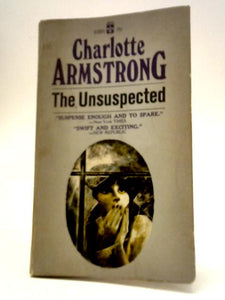 Charlotte
ARMSTRONG
The Unsuspected
"SUSPENSE ENOUGH AND TO SPARE."
—New York TIMES
"SWIFT AND EXCITING."
—NEW REPUBLIC